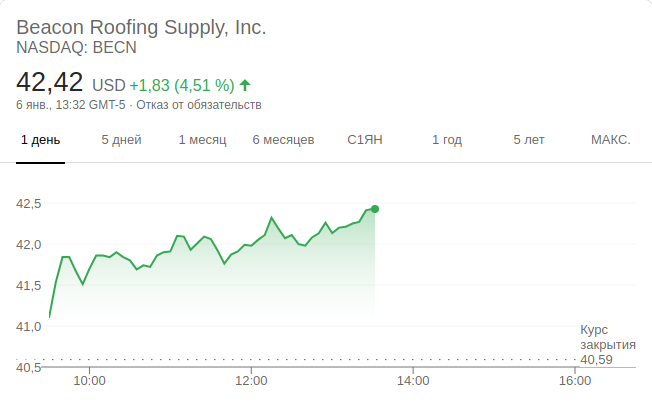 Beacon Roofing Supply, Inc.
NASDAQ: BECN
42,42 USD +1,83 (4,51 %)
6 янв., 13:32 GMT-5 · Отказ от обязательств
1 день 5 дней 1 месяц 6 месяцев С1ЯН 1 год 5 лет МАКС.
42,5
42,0
41,5
41,0
Курс
закрытия
40,59
40,5
10:00 12:00 14:00 16:00